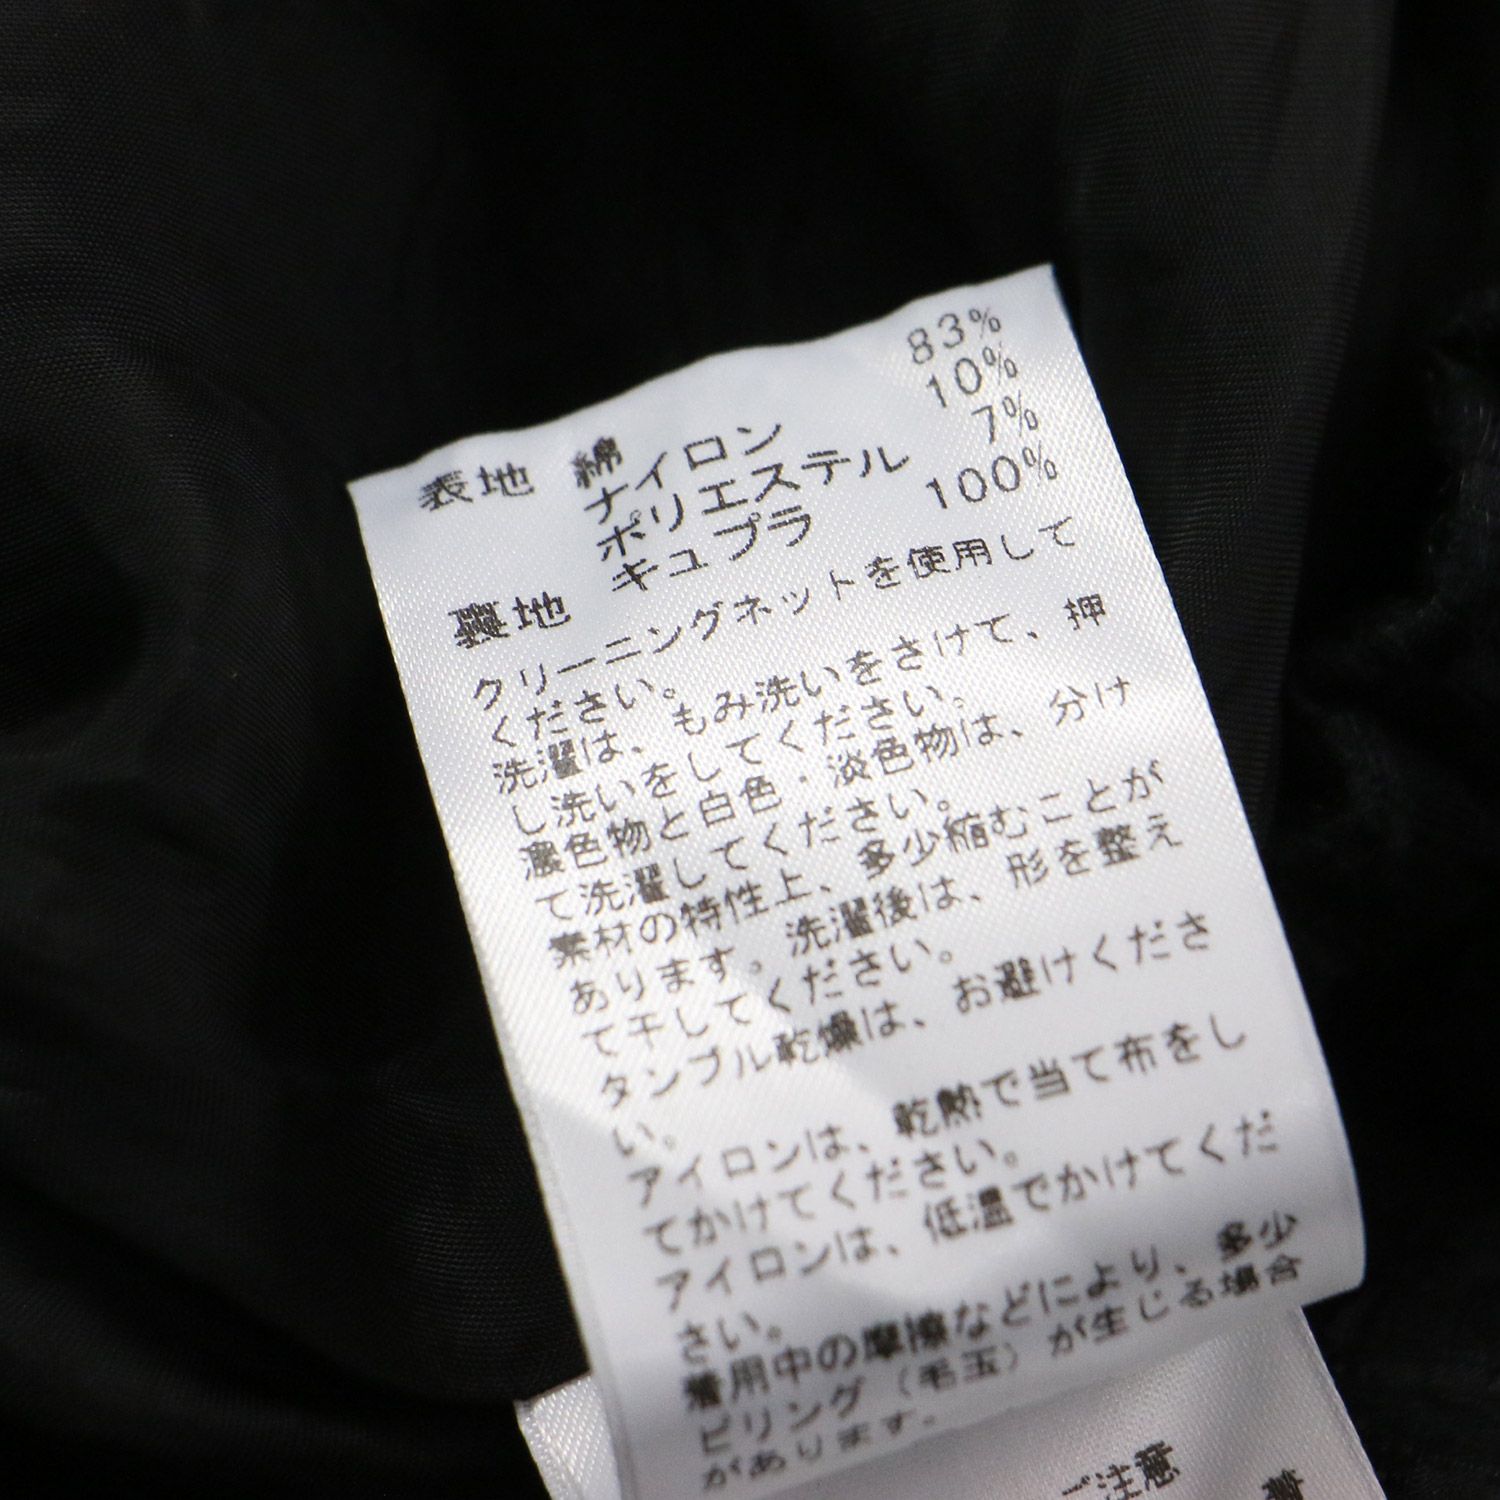 表地 綿 83%
ナイロン 10%
ポリエステル 7%
裏地 キュプラ 100%
クリーニングネットを使用して
ください。
洗濯は、もみ洗いをさけて、押
し洗いをしてください。
濃色物と白色・淡色物は、分け
て洗濯してください。
素材の特性上、多少縮むことが
あります。洗濯後は、形を整え
て干してください。
タンブル乾燥は、お避けくださ
い。
アイロンは、乾熱で当て布をし
てかけてください。
アイロンは、低温でかけてくだ
さい。
着用中の摩擦などにより、多少
ピリング（毛玉）が生じる場合
があります。
ご注意